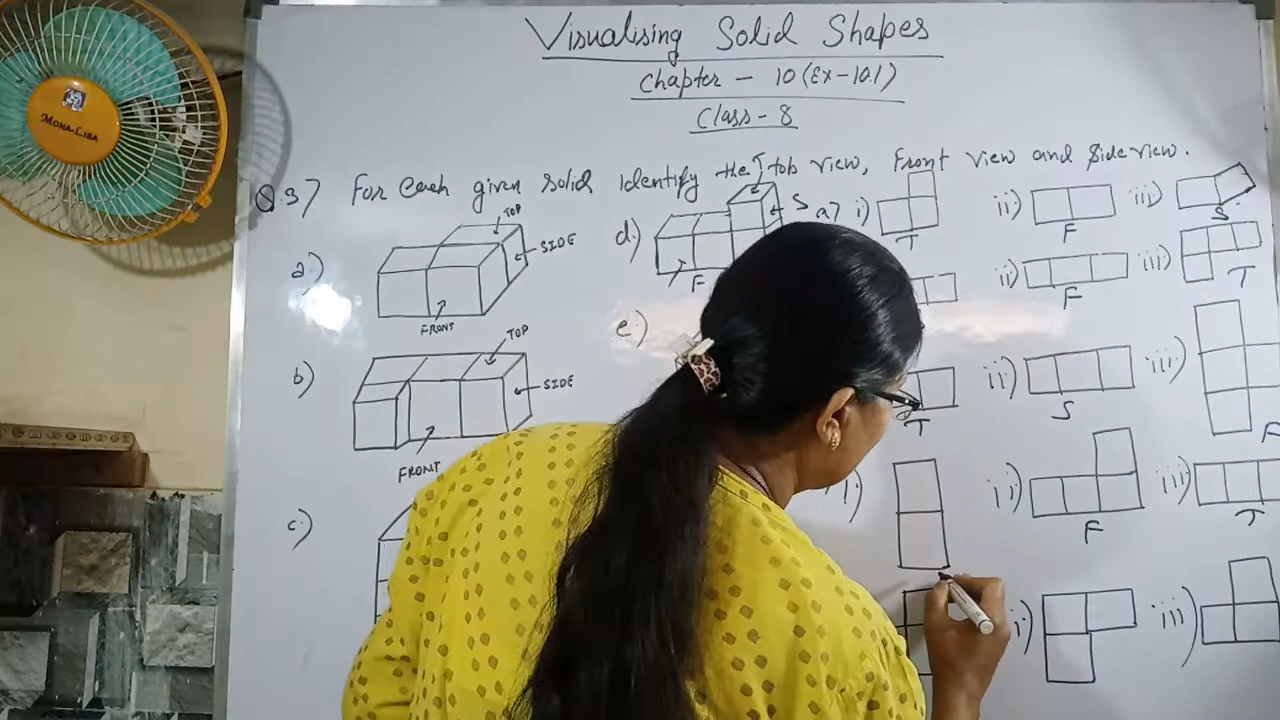 Visualising Solid Shapes
Chapter - 10 (Ex-10.1)
Class-8
Q.3) For each given solid identify the top view, Front view and Side view.
MONA-LISA
a)
TOP
SIDE
FRONT
b)
TOP
SIDE
FRONT
c)
d)
T
S
F
e)
a) i)
T
ii)
F
iii)
S
ii)
F
iii)
T
T
ii)
S
iii)
F
i)
ii)
F
iii)
T
iii)